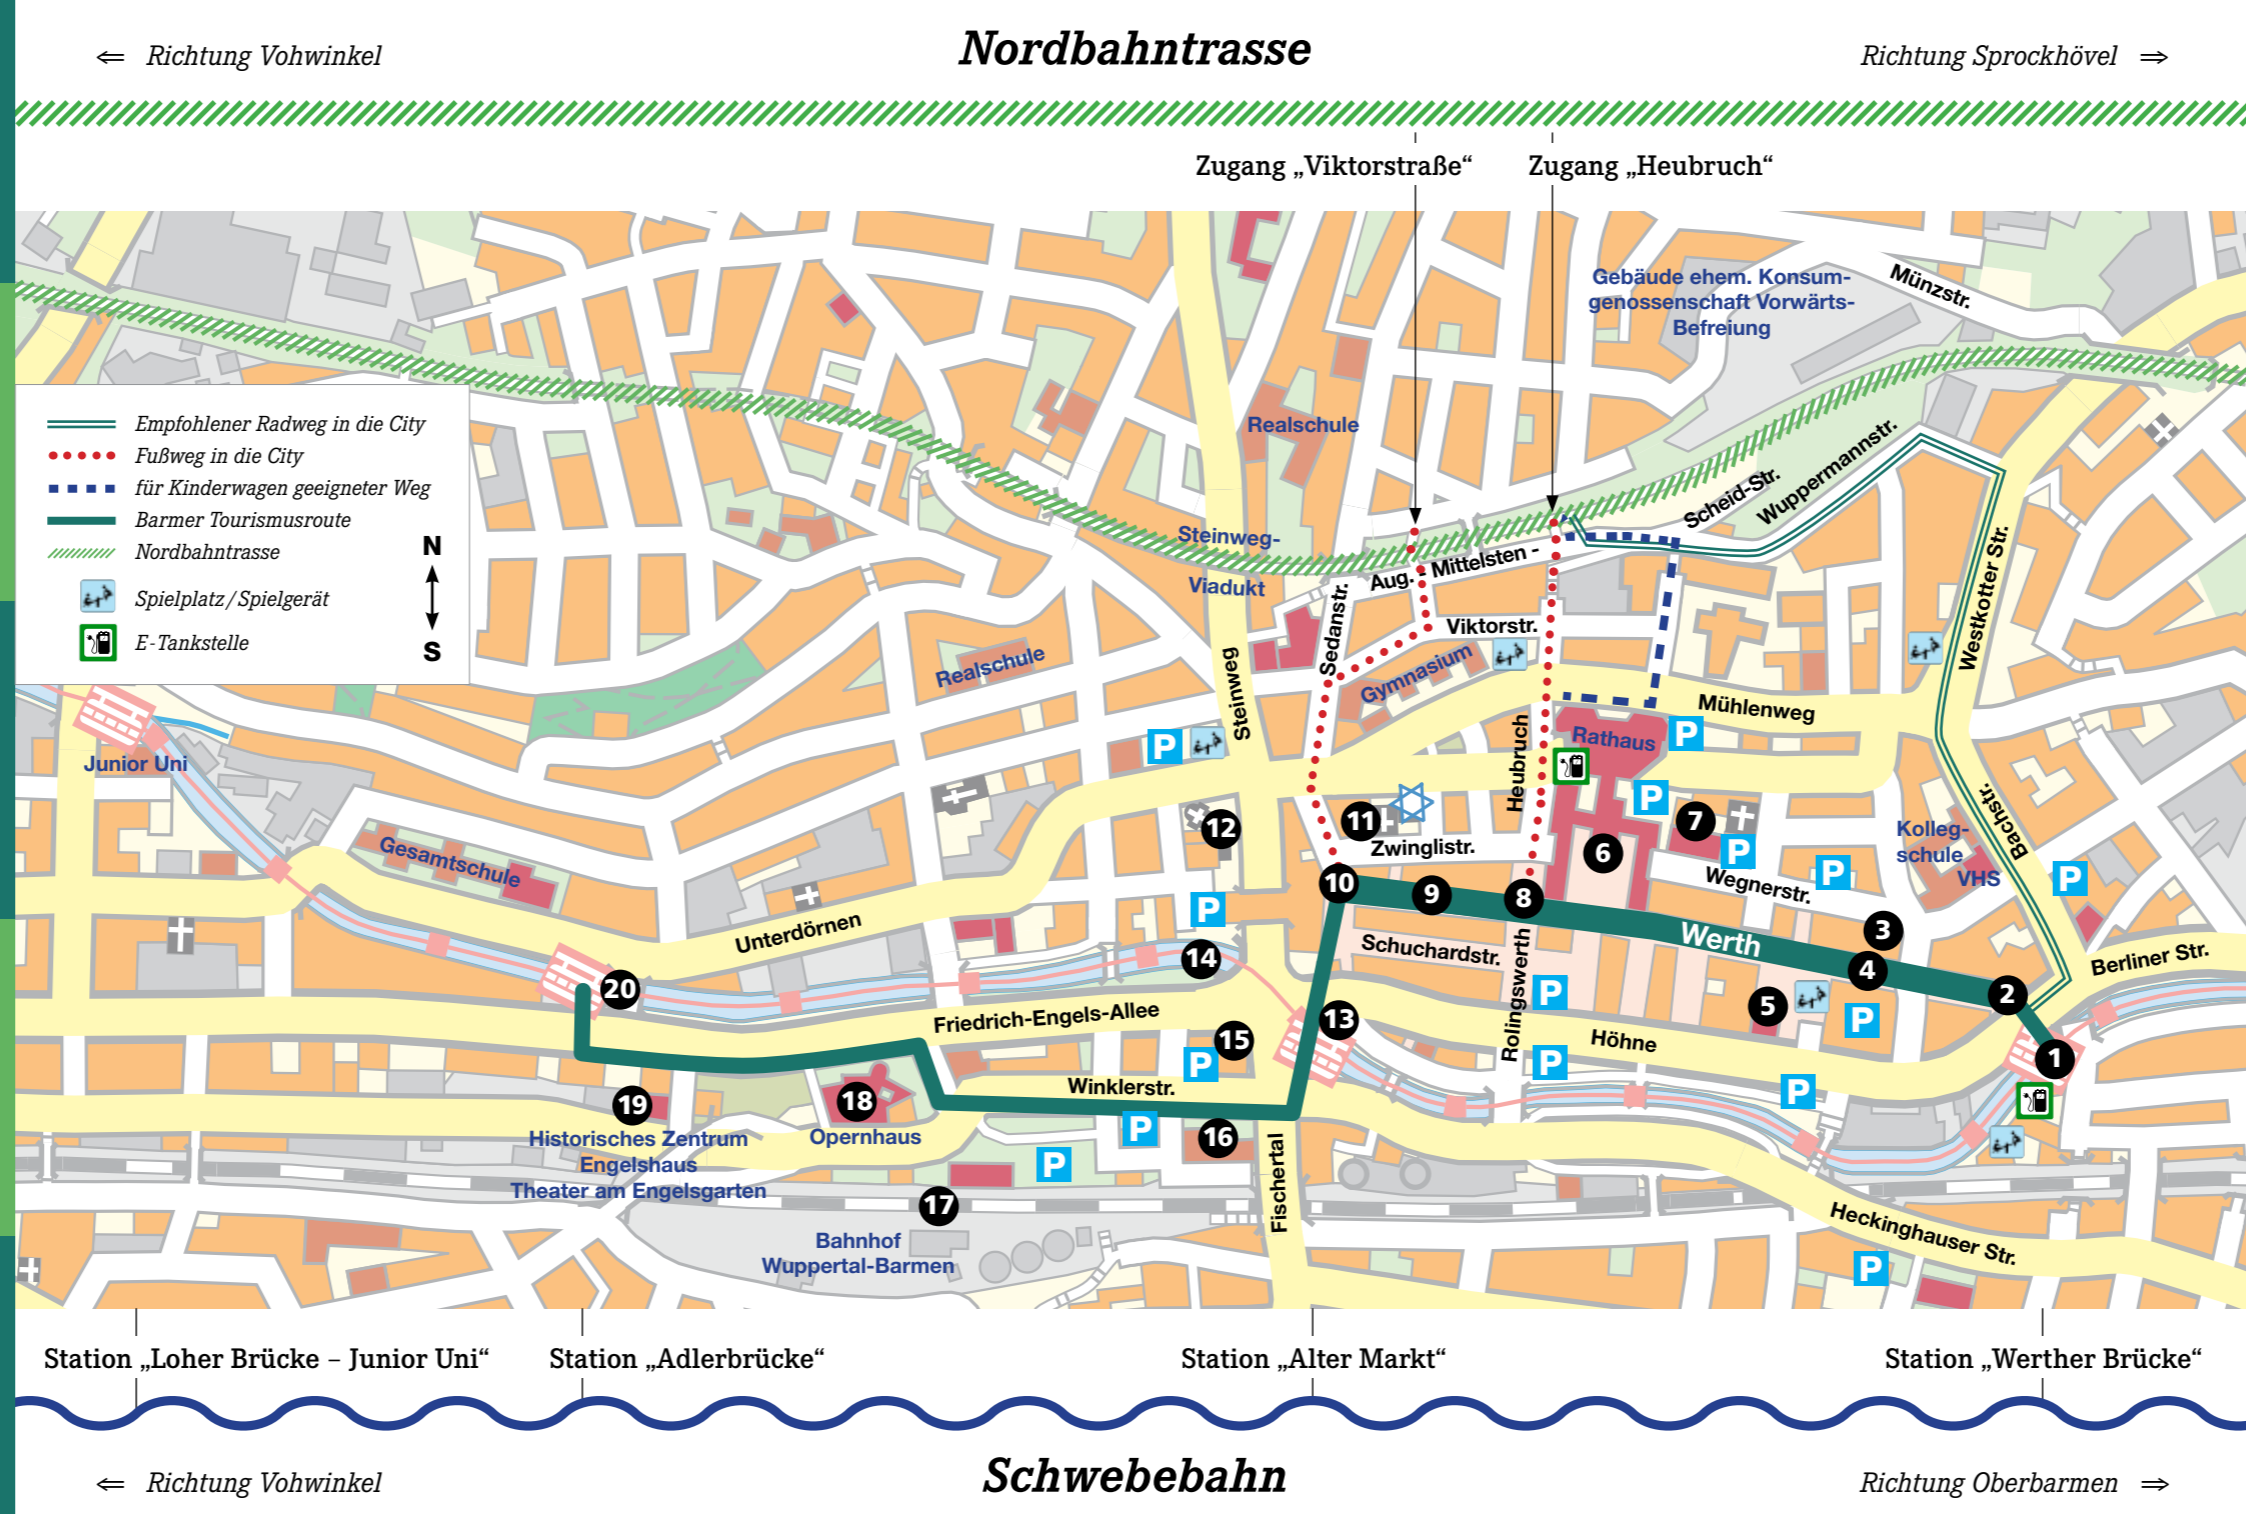 Nordbahntrasse
⇐ Richtung Vohwinkel
Richtung Sprockhövel ⇒
Zugang „Viktorstraße“
Zugang „Heubruch“
Gebäude ehem. Konsum-
genossenschaft Vorwärts-
Befreiung
Münzstr.
Empfohlener Radweg in die City
Fußweg in die City
für Kinderwagen geeigneter Weg
Barmer Tourismusroute
Nordbahntrasse
Spielplatz/Spielgerät
E-Tankstelle
N
S
Realschule
Steinweg-
Viadukt
Scheid-Str.
Wuppermannstr.
Aug. - Mittelsten -
Westkotter Str.
Sedanstr.
Viktorstr.
Gymnasium
Realschule
Steinweg
Mühlenweg
Heubruch
Rathaus
P
P
P
Junior Uni
Bachstr.
Gesamtschule
12
11
Zwinglistr.
6
7
P
P
Wegnerstr.
Kolleg-
schule
VHS
P
10
9
8
P
Unterdörnen
Werth
3
4
2
Berliner Str.
Schuchardstr.
Rolingswerth
14
20
P
5
P
13
Friedrich-Engels-Allee
15
P
Höhne
P
1
Winklerstr.
P
P
19
18
16
Historisches Zentrum
Engelshaus
Theater am Engelsgarten
Opernhaus
P
Fischertal
17
Bahnhof
Wuppertal-Barmen
Heckinghauser Str.
P
Station „Loher Brücke – Junior Uni“
Station „Adlerbrücke“
Station „Alter Markt“
Station „Werther Brücke“
Schwebebahn
⇐ Richtung Vohwinkel
Richtung Oberbarmen ⇒